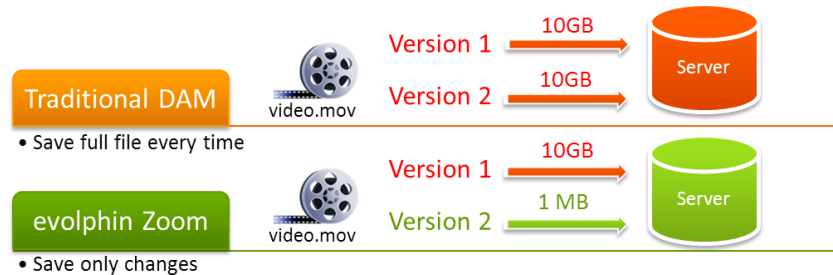 Traditional DAM
• Save full file every time
video.mov
Version 1
10GB
Version 2
10GB
Server
evolphin Zoom
• Save only changes
video.mov
Version 1
10GB
Version 2
1 MB
Server